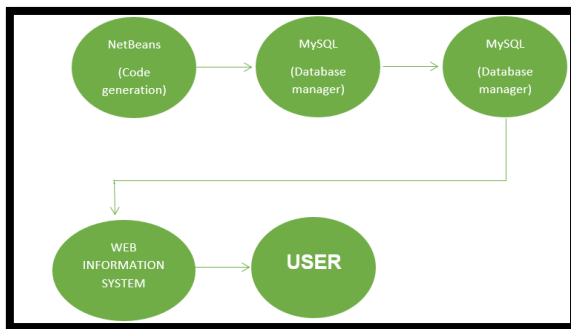 NetBeans
(Code
generation)
MySQL
(Database
manager)
MySQL
(Database
manager)
WEB
INFORMATION
SYSTEM
USER